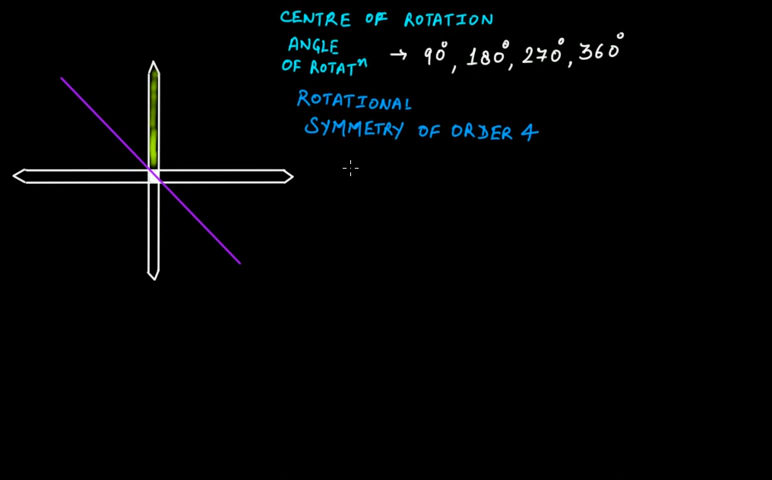 CENTRE OF ROTATION
ANGLE
OF ROTATⁿ → 90°, 180°, 270°, 360°
ROTATIONAL
SYMMETRY OF ORDER 4